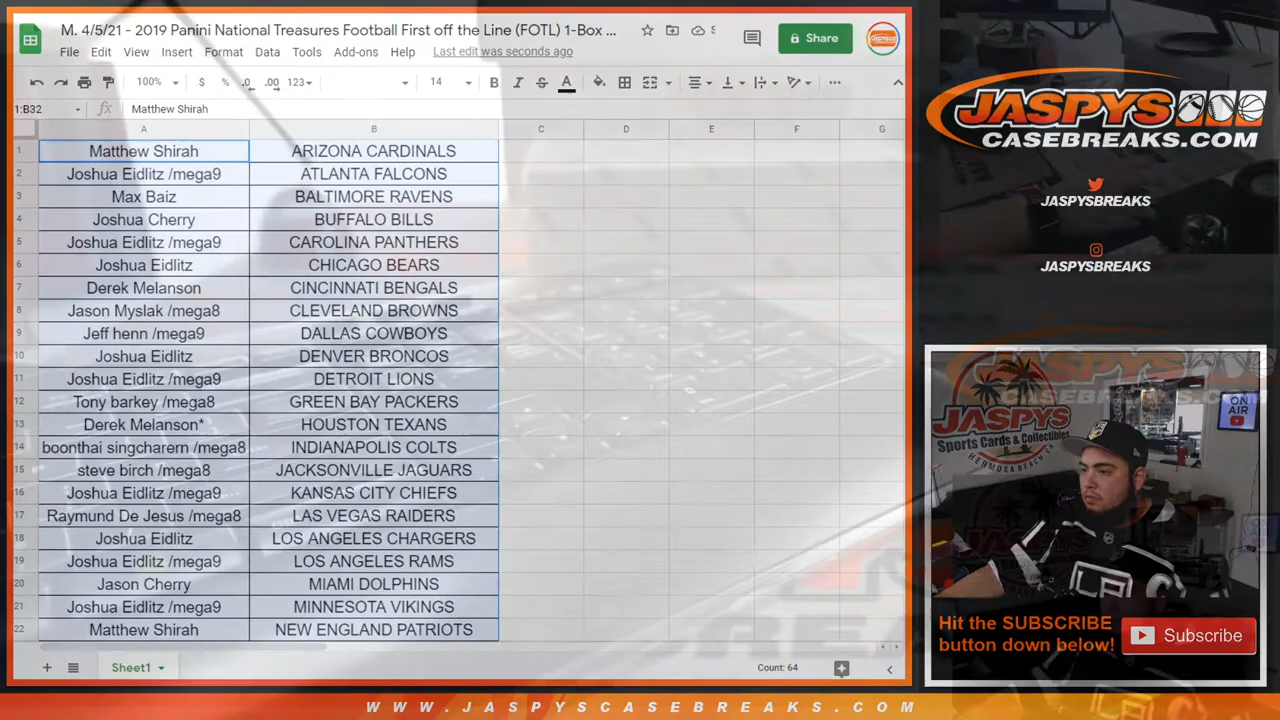 M. 4/5/21 - 2019 Panini National Treasures Football First off the Line (FOTL) 1-Box ...
Share
File Edit View Insert Format Data Tools Add-ons Help Last edit was seconds ago
100% $ % .0 .00 123 14 B I S A
1:B32 fx Matthew Shirah
A B C D E F G
1 Matthew Shirah ARIZONA CARDINALS
2 Joshua Eidlitz /mega9 ATLANTA FALCONS
3 Max Baiz BALTIMORE RAVENS
4 Joshua Cherry BUFFALO BILLS
5 Joshua Eidlitz /mega9 CAROLINA PANTHERS
6 Joshua Eidlitz CHICAGO BEARS
7 Derek Melanson CINCINNATI BENGALS
8 Jason Myslak /mega8 CLEVELAND BROWNS
9 Jeff henn /mega9 DALLAS COWBOYS
10 Joshua Eidlitz DENVER BRONCOS
11 Joshua Eidlitz /mega9 DETROIT LIONS
12 Tony barkey /mega8 GREEN BAY PACKERS
13 Derek Melanson* HOUSTON TEXANS
14 boonthai singcharern /mega8 INDIANAPOLIS COLTS
15 steve birch /mega8 JACKSONVILLE JAGUARS
16 Joshua Eidlitz /mega9 KANSAS CITY CHIEFS
17 Raymund De Jesus /mega8 LAS VEGAS RAIDERS
18 Joshua Eidlitz LOS ANGELES CHARGERS
19 Joshua Eidlitz /mega9 LOS ANGELES RAMS
20 Jason Cherry MIAMI DOLPHINS
21 Joshua Eidlitz /mega9 MINNESOTA VIKINGS
22 Matthew Shirah NEW ENGLAND PATRIOTS
Sheet1 Count: 64
JASPYS
CASEBREAKS.COM
JASPYSBREAKS
JASPYSBREAKS
JASPYS
Sports Cards & Collectibles
HERMOSA BEACH, CA
ON AIR
Hit the SUBSCRIBE
button down below!
Subscribe
WWW.JASPYSCASEBREAKS.COM